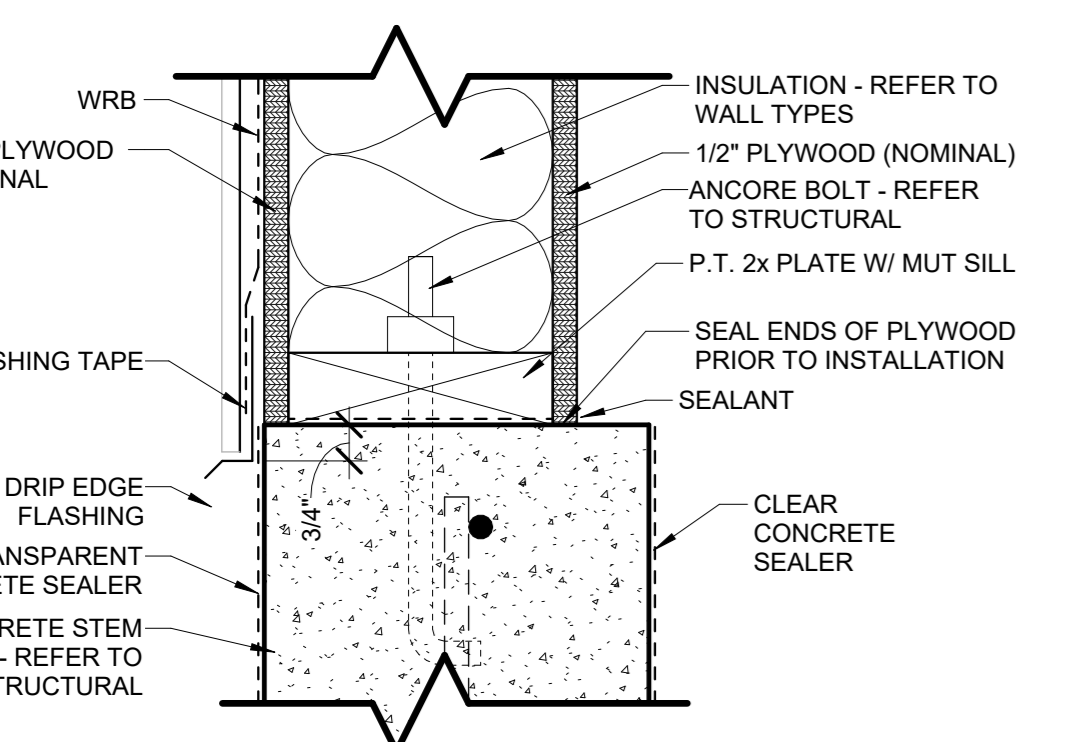 WRB
PLYWOOD
NAL
SHING TAPE
DRIP EDGE
FLASHING
ANSPARENT
ETE SEALER
RETE STEM
- REFER TO
TRUCTURAL
3/4"
INSULATION - REFER TO
WALL TYPES
1/2" PLYWOOD (NOMINAL)
ANCORE BOLT - REFER
TO STRUCTURAL
P.T. 2x PLATE W/ MUT SILL
SEAL ENDS OF PLYWOOD
PRIOR TO INSTALLATION
SEALANT
CLEAR
CONCRETE
SEALER